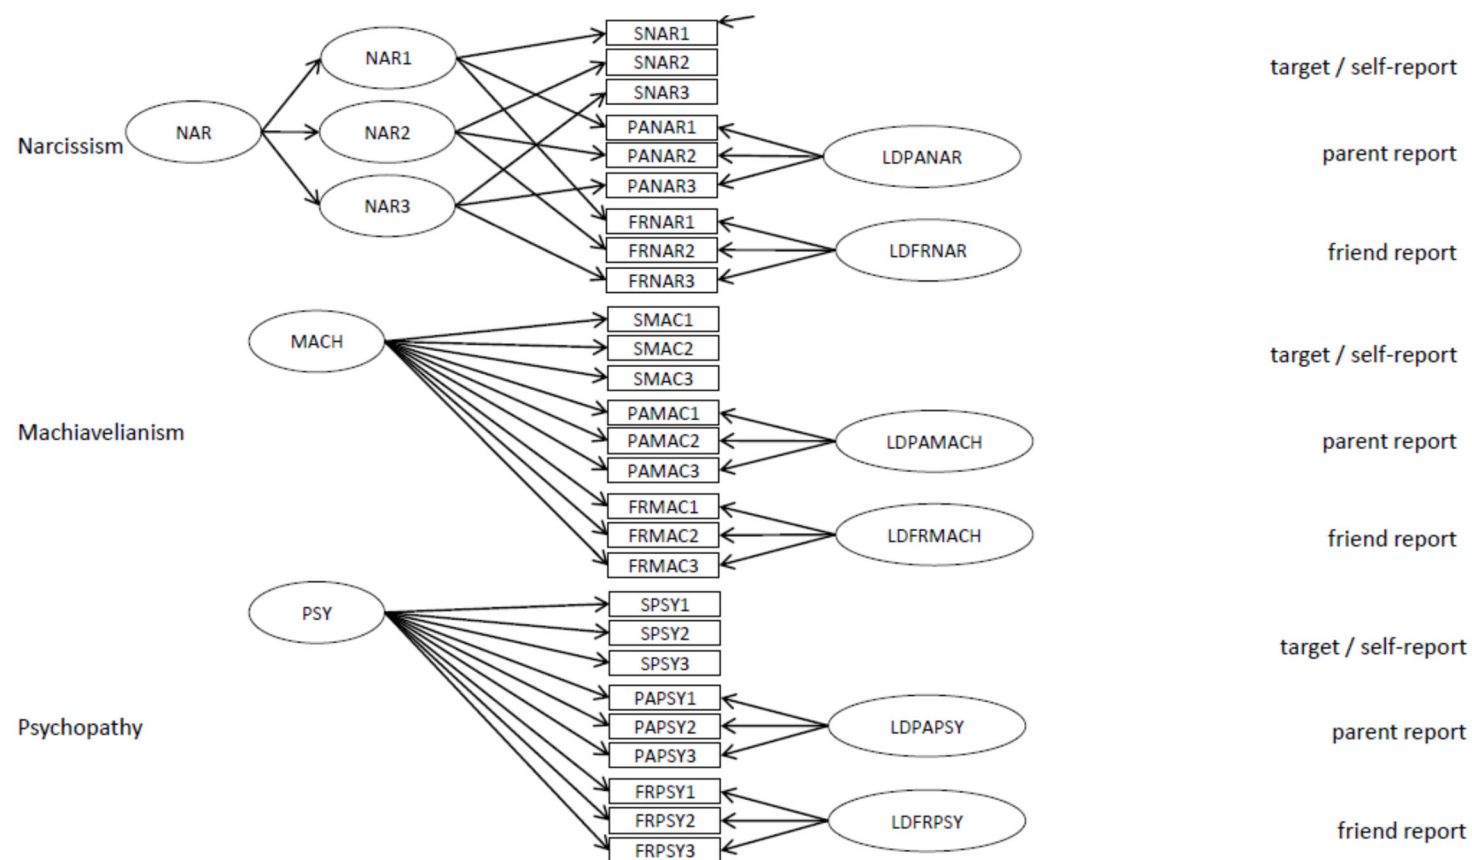 SNAR1
NAR1
SNAR2
target / self-report
SNAR3
PANAR1
NAR
NAR2
Narcissism
PANAR2
LDPANAR
parent report
PANAR3
NAR3
FRNAR1
FRNAR2
LDFRNAR
friend report
FRNAR3
SMAC1
MACH
SMAC2
target / self-report
SMAC3
PAMAC1
Machiavelianism
PAMAC2
LDPAMACH
parent report
PAMAC3
FRMAC1
FRMAC2
LDFRMACH
friend report
FRMAC3
SPSY1
PSY
SPSY2
target / self-report
SPSY3
PAPSY1
Psychopathy
PAPSY2
LDPAPSY
parent report
PAPSY3
FRPSY1
FRPSY2
LDFRPSY
friend report
FRPSY3